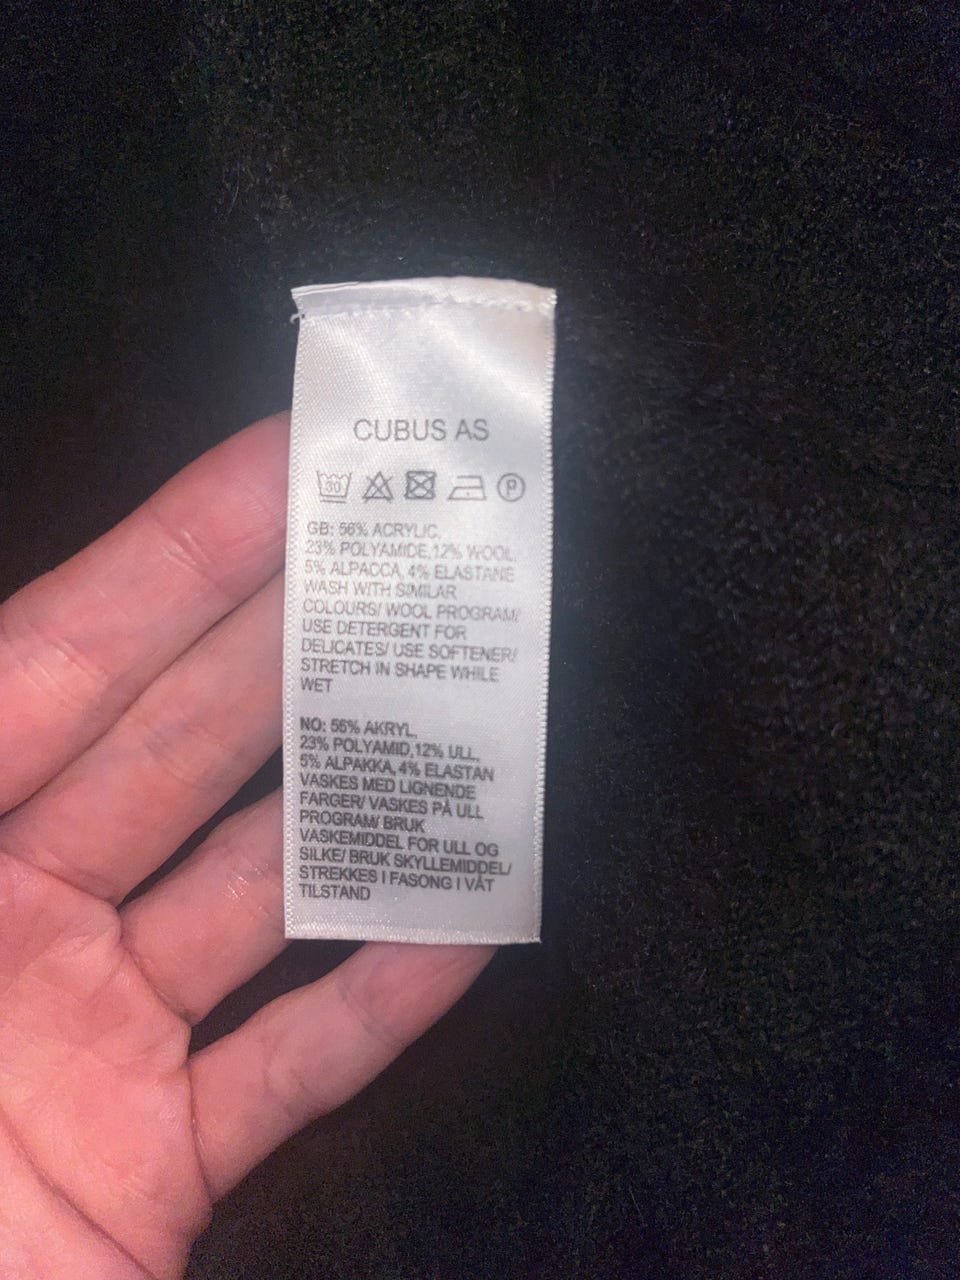 CUBUS AS
30 P
GB: 56% ACRYLIC,
23% POLYAMIDE,12% WOOL,
5% ALPACCA, 4% ELASTANE
WASH WITH SIMILAR
COLOURS/ WOOL PROGRAM/
USE DETERGENT FOR
DELICATES/ USE SOFTENER/
STRETCH IN SHAPE WHILE
WET
NO: 56% AKRYL,
23% POLYAMID,12% ULL,
5% ALPAKKA, 4% ELASTAN
VASKES MED LIGNENDE
FARGER/ VASKES PÅ ULL
PROGRAM/ BRUK
VASKEMIDDEL FOR ULL OG
SILKE/ BRUK SKYLLEMIDDEL/
STREKKES I FASONG I VÅT
TILSTAND